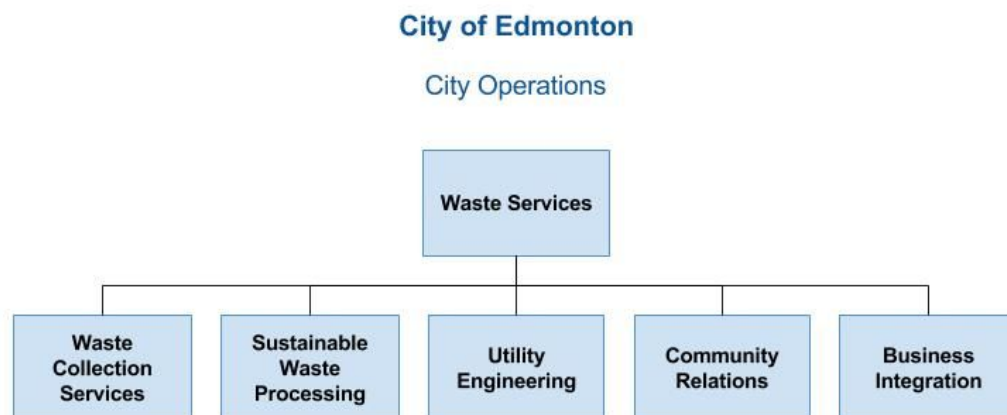 City of Edmonton
City Operations
Waste Services
Waste
Collection
Services
Sustainable
Waste
Processing
Utility
Engineering
Community
Relations
Business
Integration